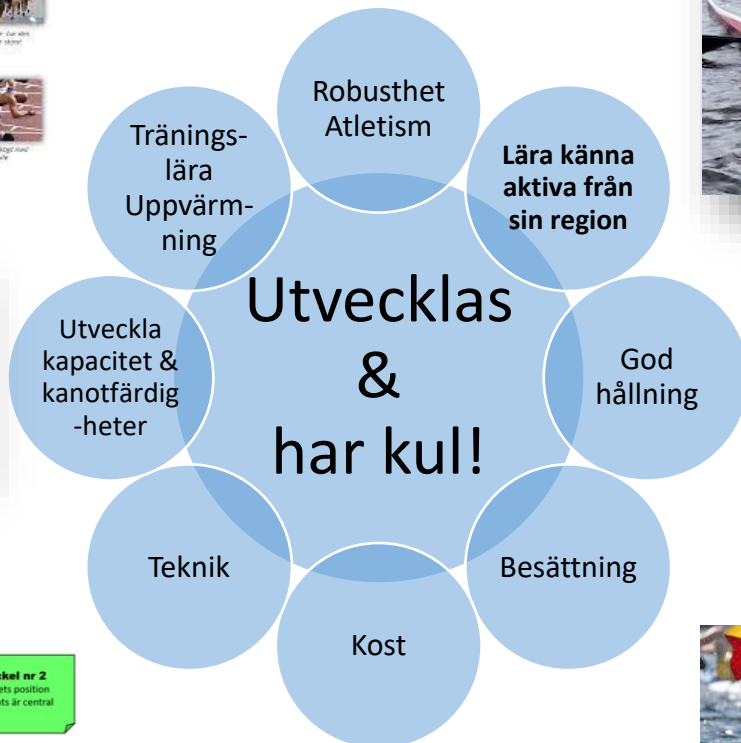 Robusthet
Atletism
Lära känna
aktiva från
sin region
God
hållning
Besättning
Kost
Teknik
Utveckla
kapacitet &
kanotfärdig
-heter
Tränings-
lära
Uppvärm-
ning
Utvecklas
&
har kul!
ckel nr 2
ets position
ts är central